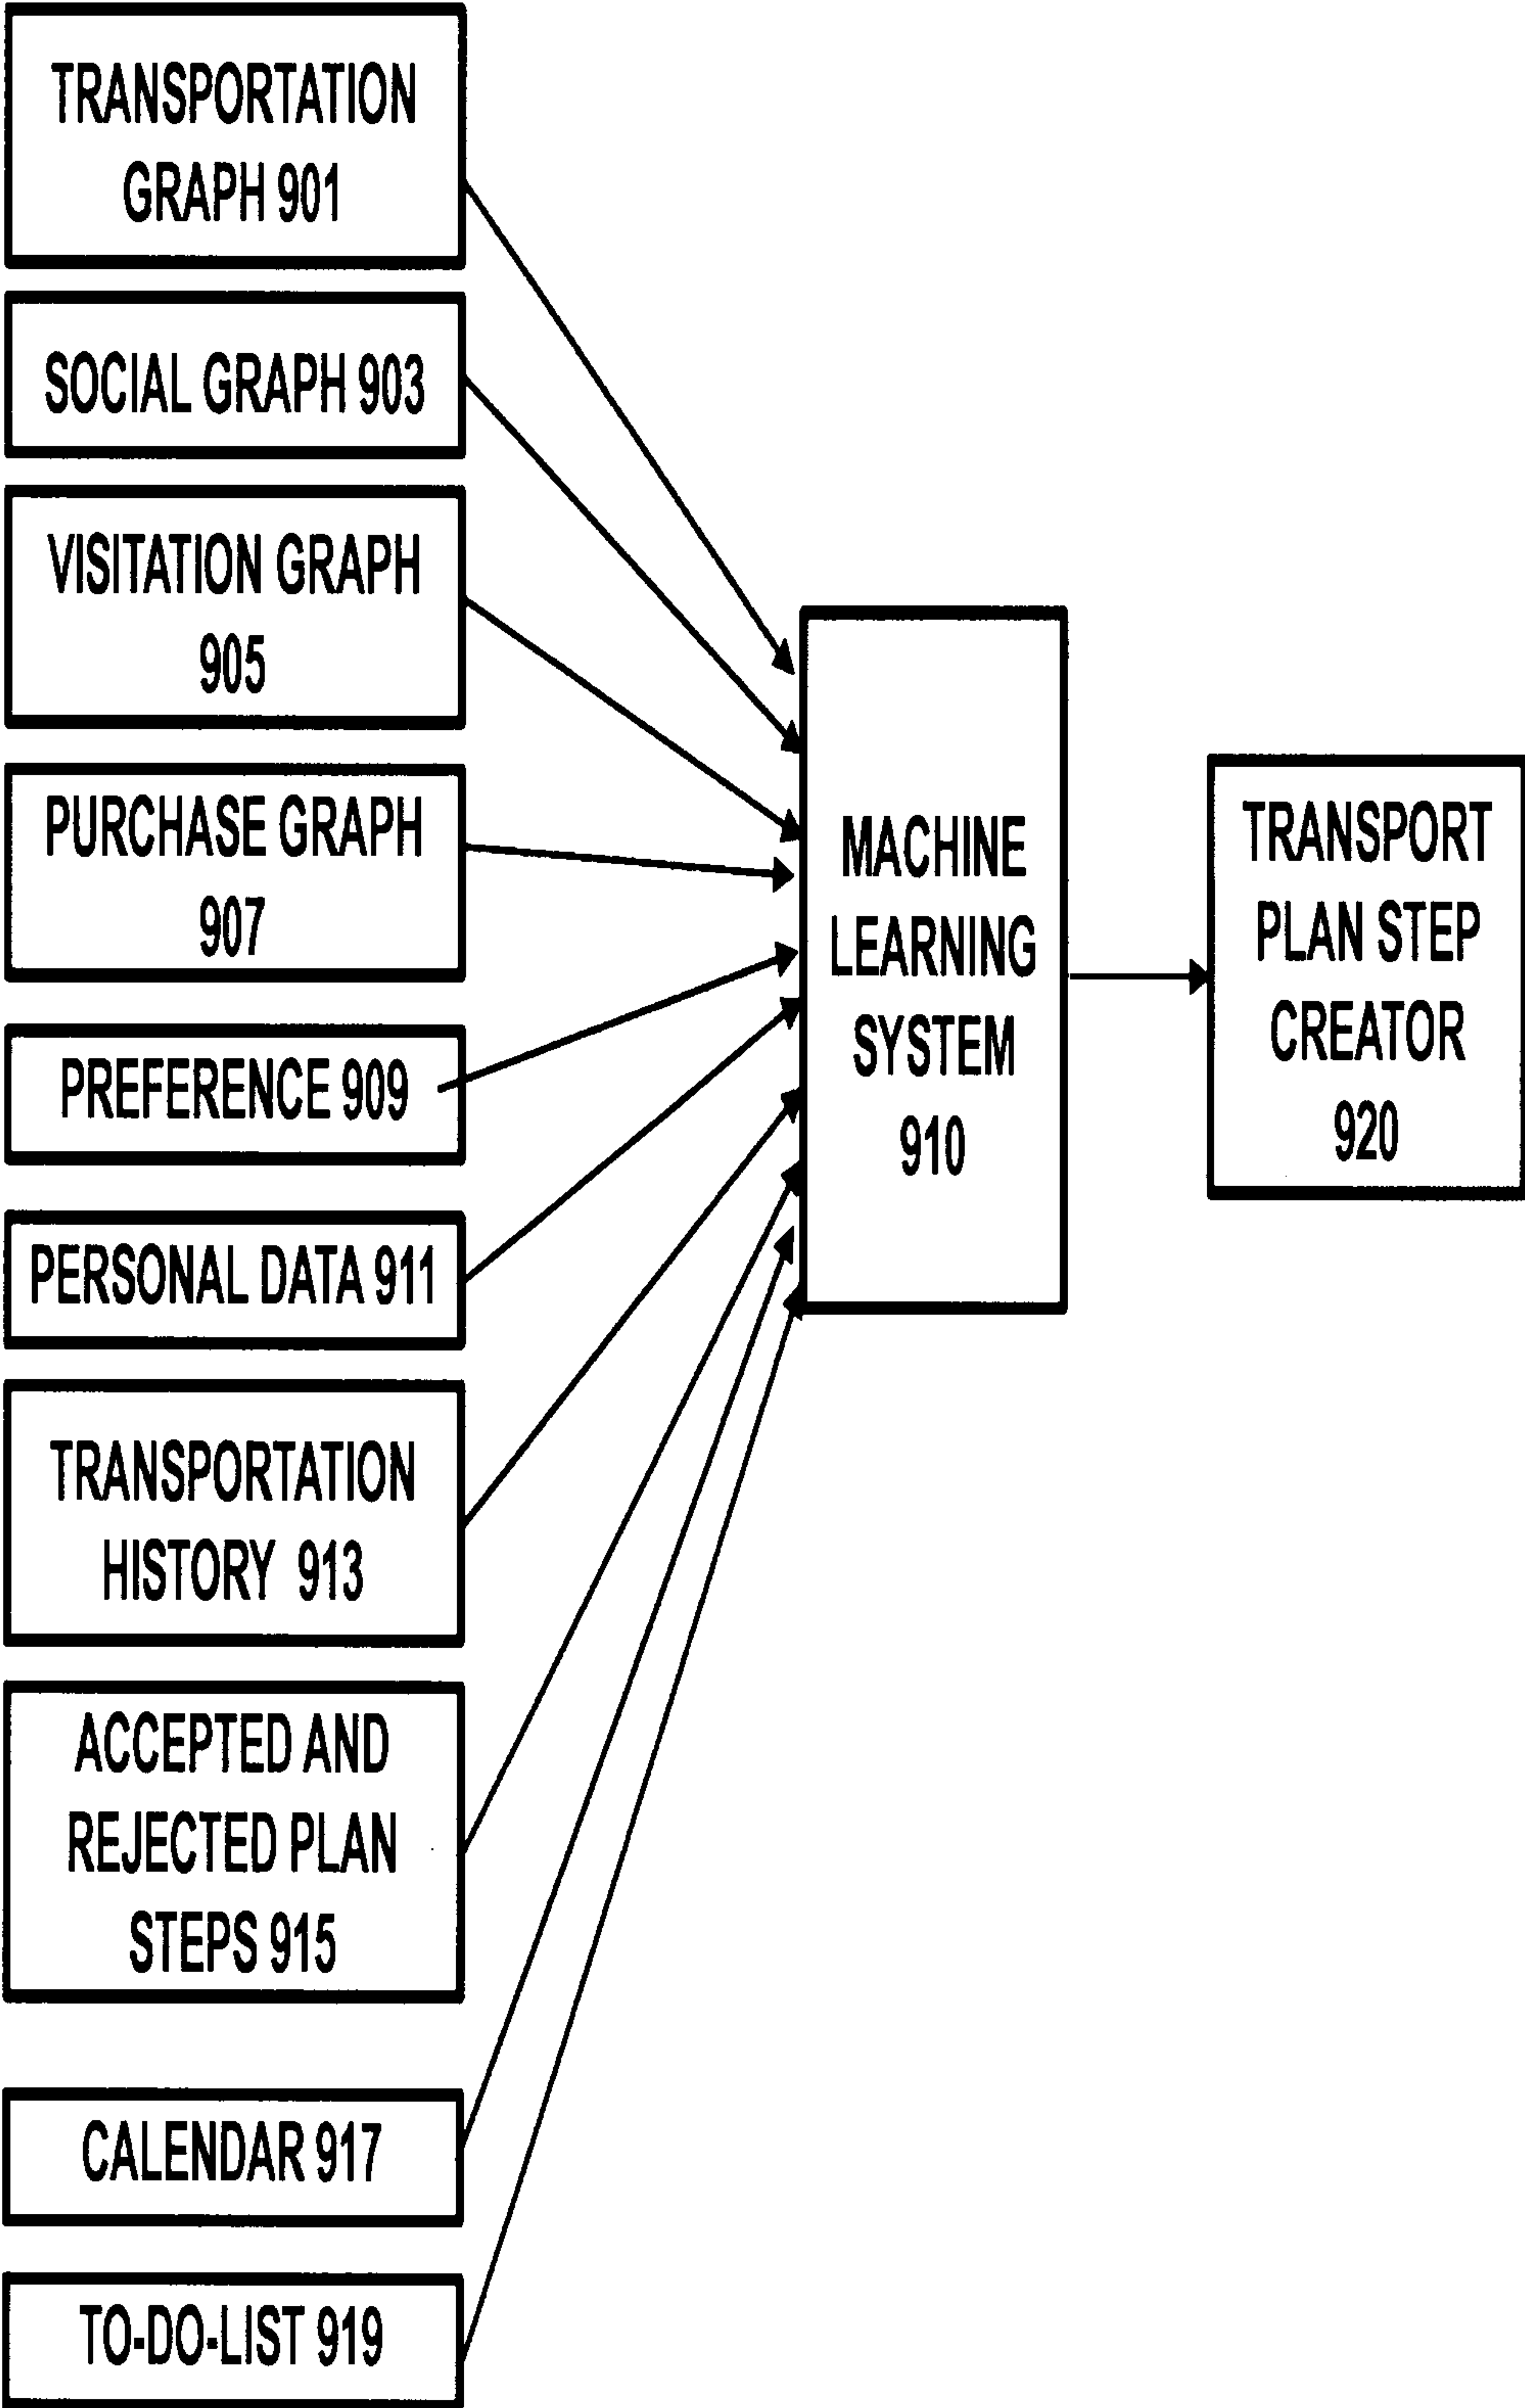 TRANSPORTATION
GRAPH 901
SOCIAL GRAPH 903
VISITATION GRAPH
905
PURCHASE GRAPH
907
PREFERENCE 909
PERSONAL DATA 911
TRANSPORTATION
HISTORY 913
ACCEPTED AND
REJECTED PLAN
STEPS 915
CALENDAR 917
TO-DO-LIST 919
MACHINE
LEARNING
SYSTEM
910
TRANSPORT
PLAN STEP
CREATOR
920